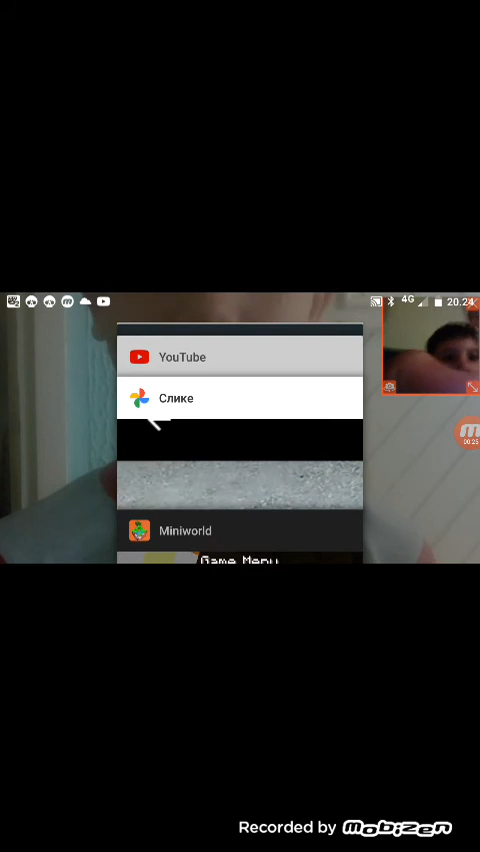 4G 20.24
YouTube
Слике
00:25
Miniworld
Game Menu
Recorded by mobizen